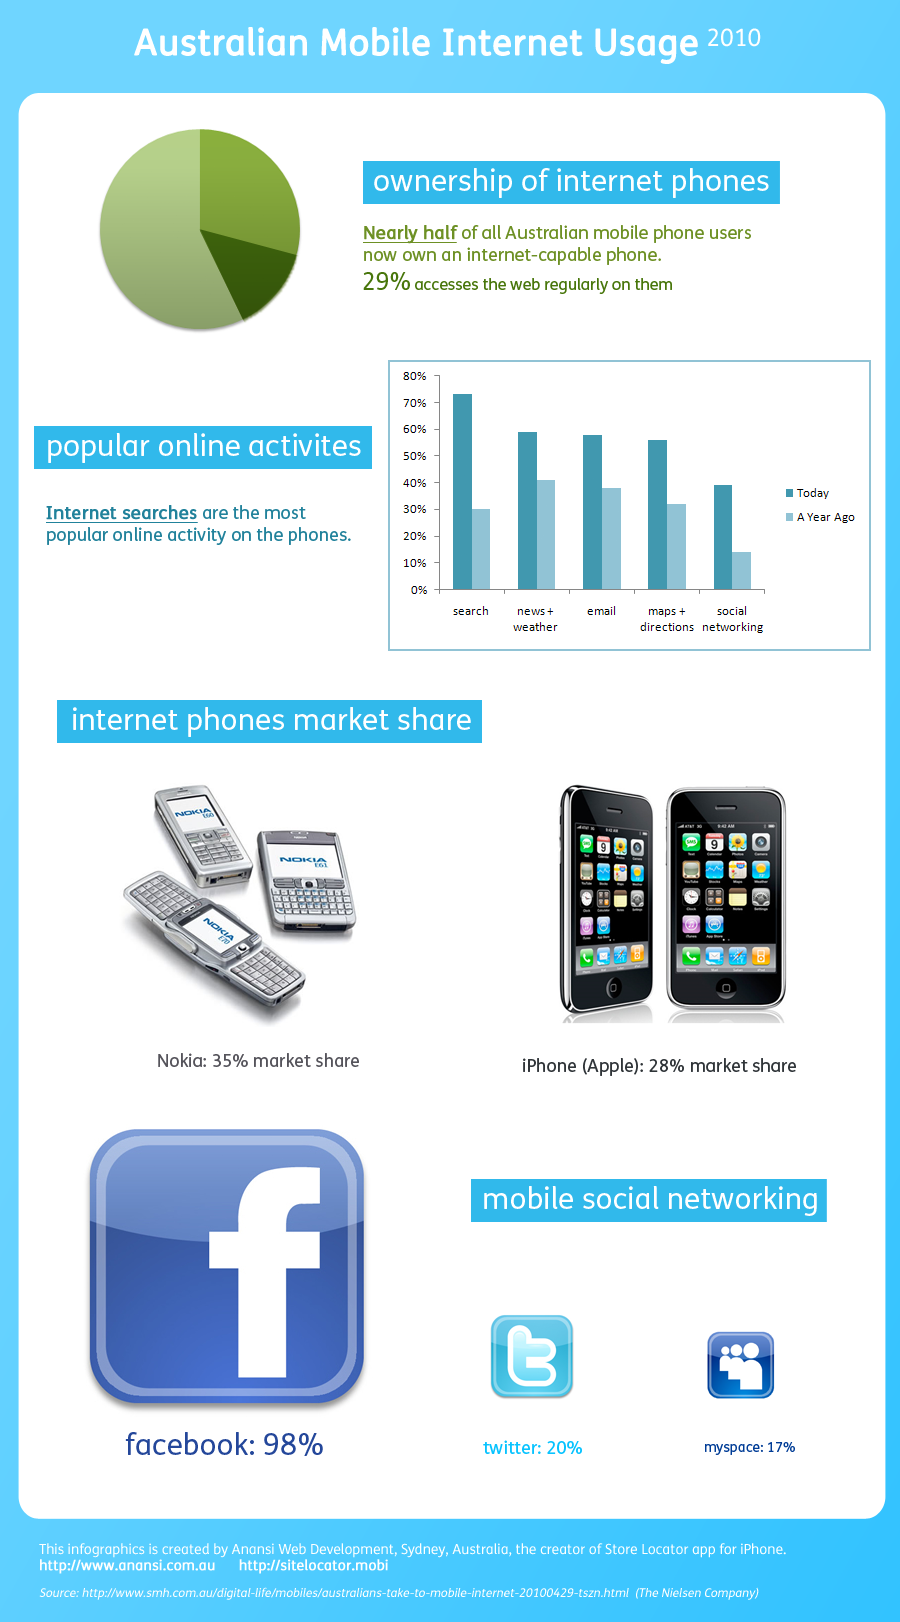 Australian Mobile Internet Usage 2010
ownership of internet phones
Nearly half of all Australian mobile phone users
now own an internet-capable phone.
29% accesses the web regularly on them
popular online activites
Internet searches are the most
popular online activity on the phones.
80%
70%
60%
50%
40%
30%
20%
10%
0%
search
news +
weather
email
maps +
directions
social
networking
Today
A Year Ago
internet phones market share
NOKIA
E60
NOKIA
E61
NOKIA
E70
Nokia: 35% market share
iPhone (Apple): 28% market share
mobile social networking
facebook: 98%
twitter: 20%
myspace: 17%
This infographics is created by Anansi Web Development, Sydney, Australia, the creator of Store Locator app for iPhone.
http://www.anansi.com.au http://sitelocator.mobi
Source: http://www.smh.com.au/digital-life/mobiles/australians-take-to-mobile-internet-20100429-tszn.html (The Nielsen Company)